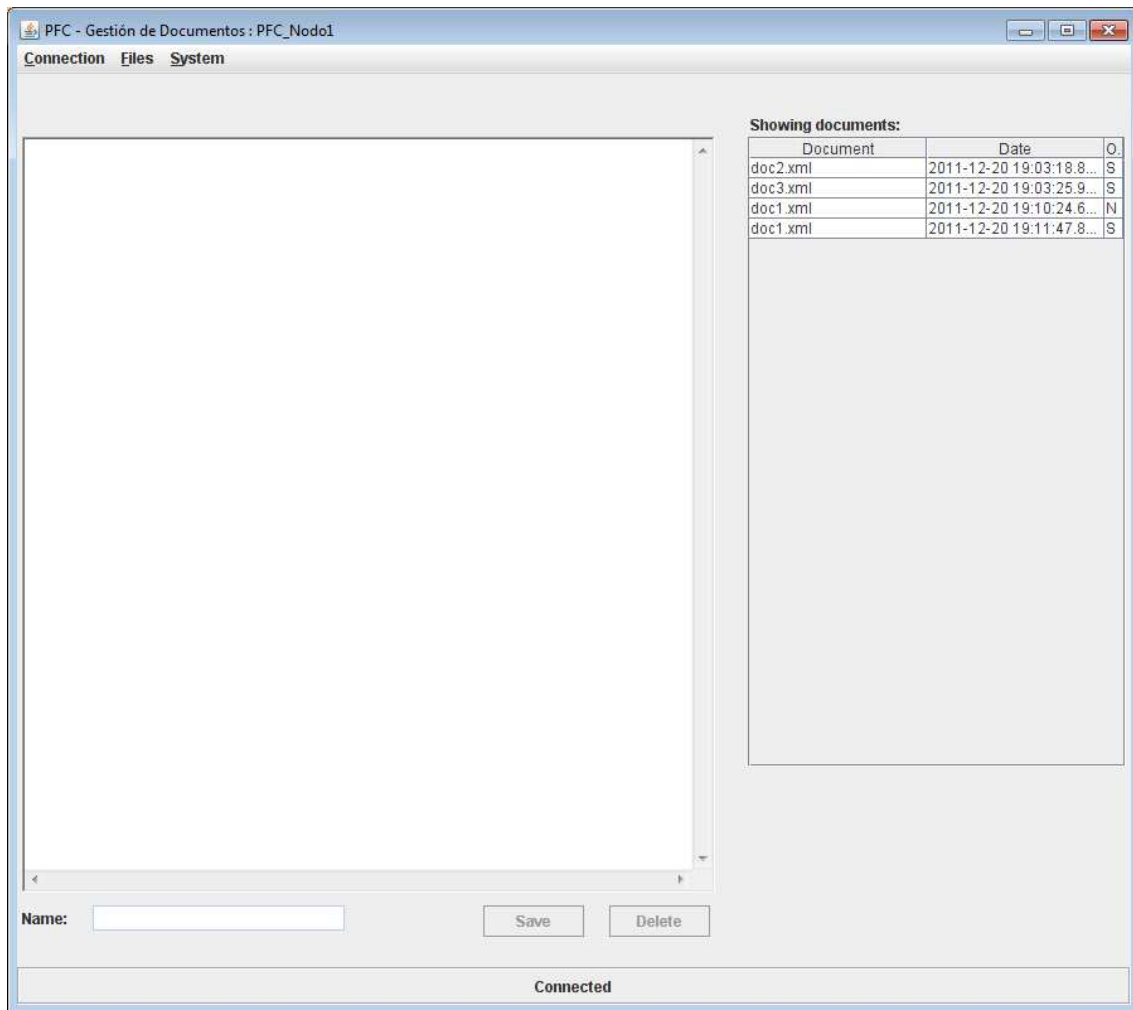 PFC - Gestión de Documentos : PFC_Nodo1
Connection Files System
Showing documents:
Document Date O.
doc2.xml 2011-12-20 19:03:18.8... S
doc3.xml 2011-12-20 19:03:25.9... S
doc1.xml 2011-12-20 19:10:24.6... N
doc1.xml 2011-12-20 19:11:47.8... S
Name: Save Delete
Connected